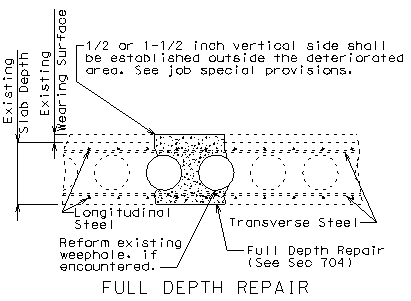 1/2 or 1-1/2 inch vertical side shall
be established outside the deteriorated
area. See job special provisions.
Existing
Slab Depth
Existing
Wearing Surface
Longitudinal
Steel
Transverse Steel
Reform existing
weephole, if
encountered.
Full Depth Repair
(See Sec 704)
FULL DEPTH REPAIR